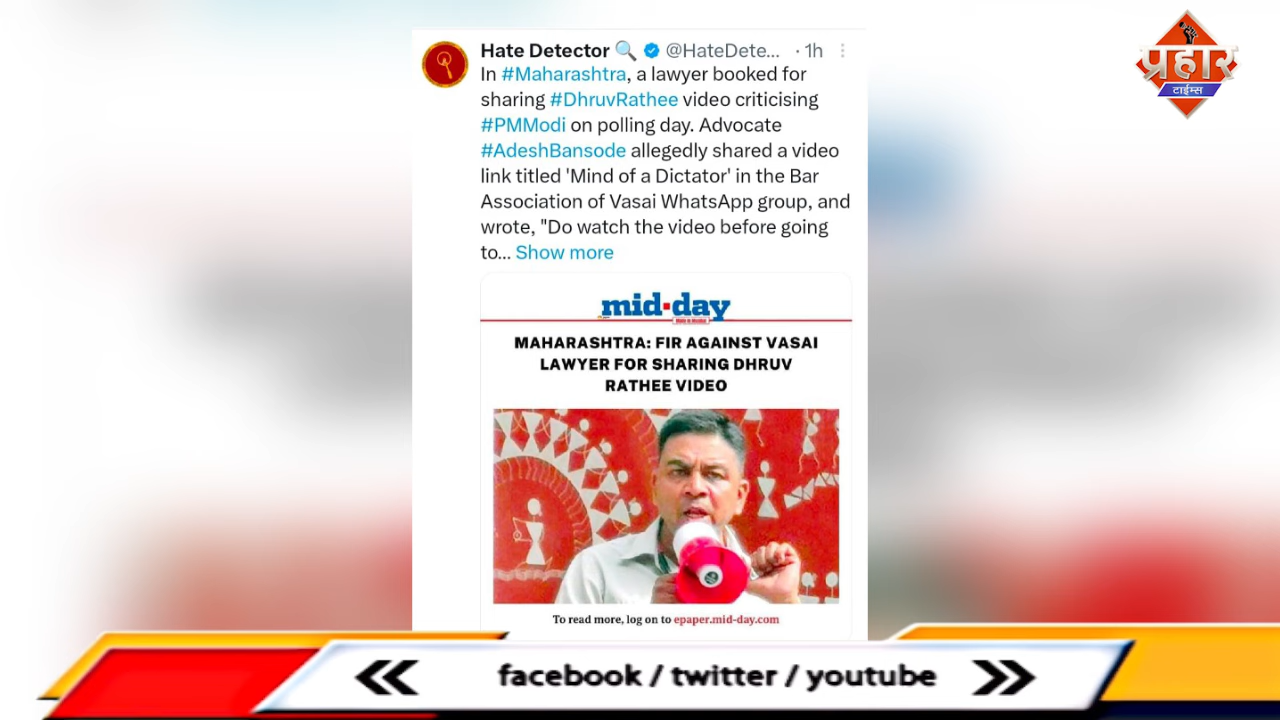 Hate Detector 🔍 @HateDete... · 1h
In #Maharashtra, a lawyer booked for
sharing #DhruvRathee video criticising
#PMModi on polling day. Advocate
#AdeshBansode allegedly shared a video
link titled 'Mind of a Dictator' in the Bar
Association of Vasai WhatsApp group, and
wrote, "Do watch the video before going
to... Show more
mid-day
MAHARASHTRA: FIR AGAINST VASAI
LAWYER FOR SHARING DHRUV
RATHEE VIDEO
To read more, log on to epaper.mid-day.com
प्रहार
टाईम्स
facebook / twitter / youtube